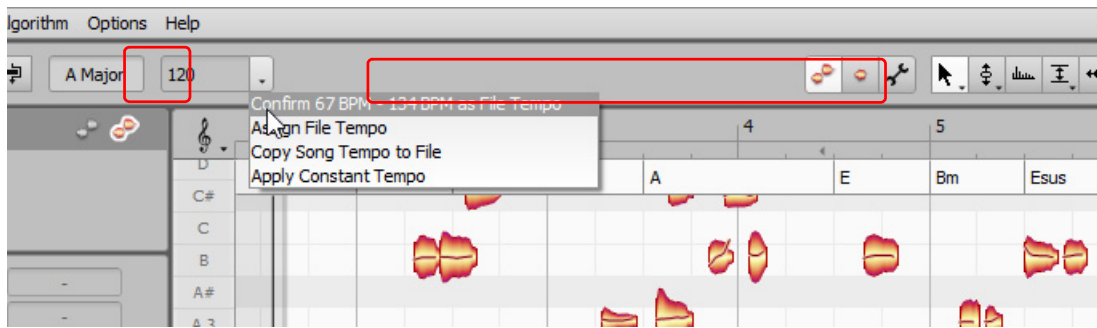 lgorithm Options Help
A Major 120
Confirm 67 BPM - 134 BPM as File Tempo
Assign File Tempo
Copy Song Tempo to File
Apply Constant Tempo
4 5
A E Bm Esus
D
C#
C
B
A#
A 3
-
-